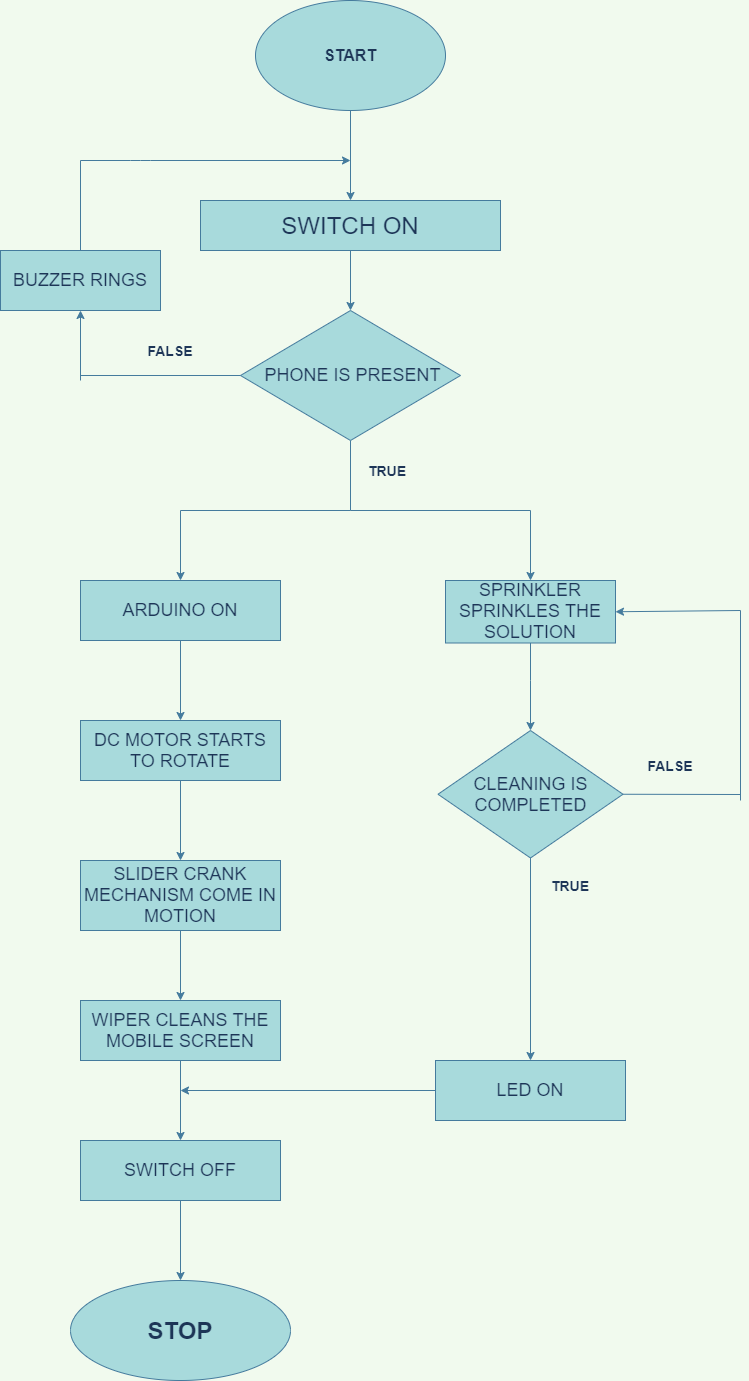 START
SWITCH ON
BUZZER RINGS
FALSE
PHONE IS PRESENT
TRUE
ARDUINO ON
SPRINKLER
SPRINKLES THE
SOLUTION
DC MOTOR STARTS
TO ROTATE
FALSE
CLEANING IS
COMPLETED
TRUE
SLIDER CRANK
MECHANISM COME IN
MOTION
WIPER CLEANS THE
MOBILE SCREEN
LED ON
SWITCH OFF
STOP